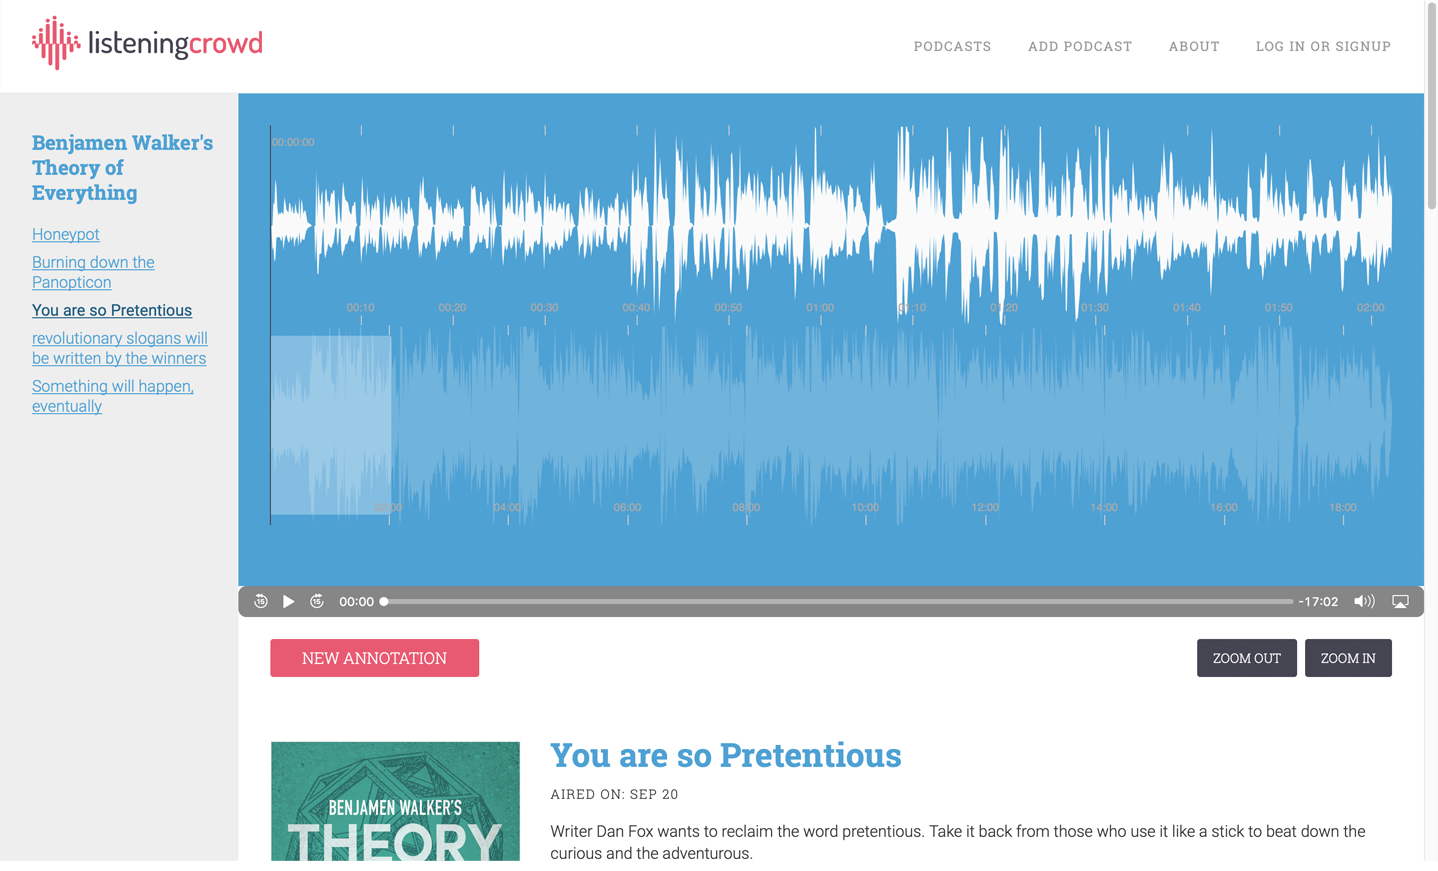 listeningcrowd
PODCASTS ADD PODCAST ABOUT LOG IN OR SIGNUP
Benjamen Walker's
Theory of
Everything
Honeypot
Burning down the
Panopticon
You are so Pretentious
revolutionary slogans will
be written by the winners
Something will happen,
eventually
00:00:00
00:10 00:20 00:30 00:40 00:50 01:00 01:10 01:20 01:30 01:40 01:50 02:00
04:00 06:00 08:00 10:00 12:00 14:00 16:00 18:00
15 15 00:00 -17:02
NEW ANNOTATION ZOOM OUT ZOOM IN
BENJAMEN WALKER'S
THEORY
You are so Pretentious
AIRED ON: SEP 20
Writer Dan Fox wants to reclaim the word pretentious. Take it back from those who use it like a stick to beat down the
curious and the adventurous.